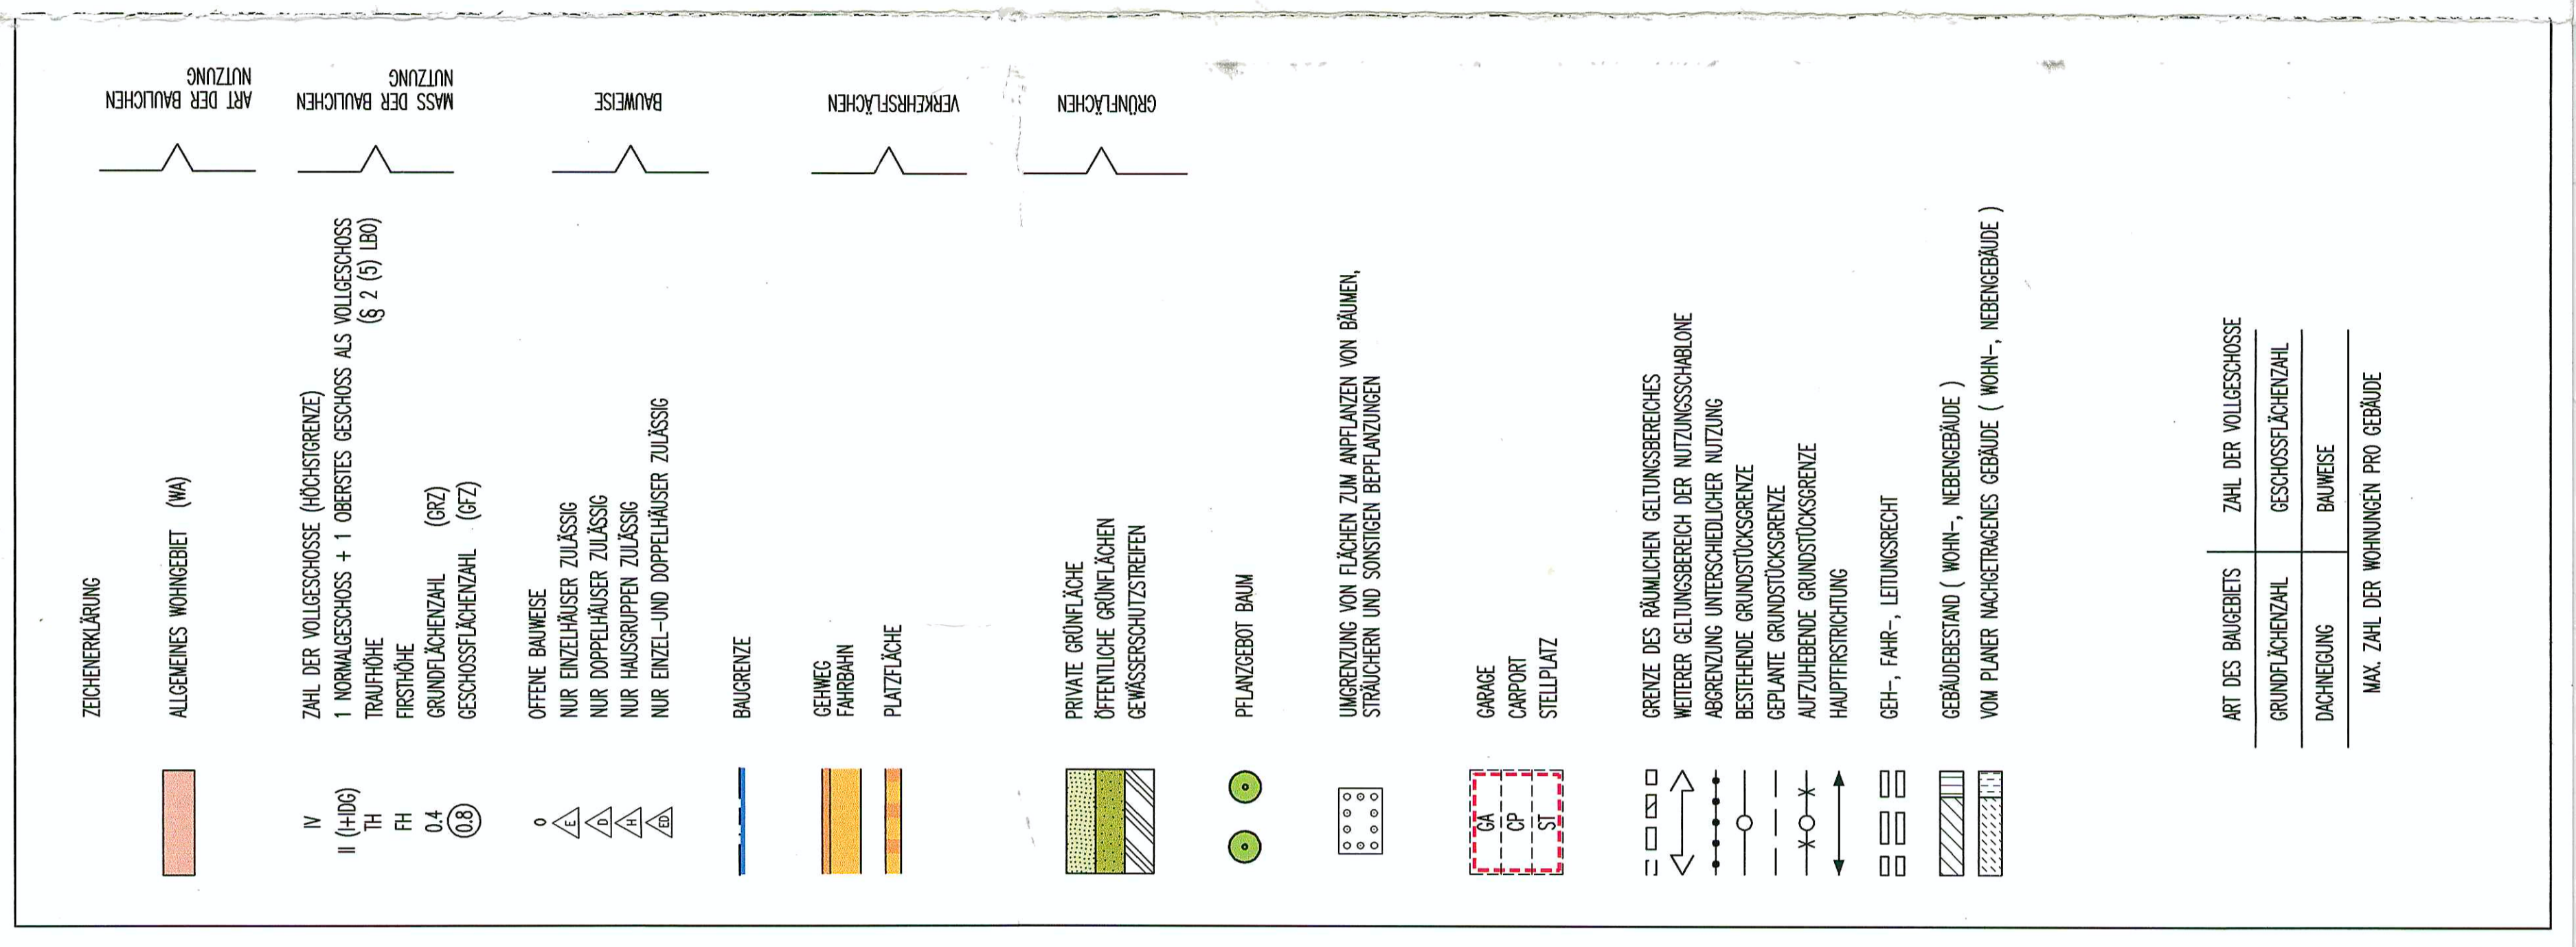 ZEICHENERKLÄRUNG
ALLGEMEINES WOHNGEBIET (WA)
ART DER BAULICHEN
NUTZUNG
IV ZAHL DER VOLLGESCHOSSE (HÖCHSTGRENZE)
II (I+IDG) 1 NORMALGESCHOSS + 1 OBERSTES GESCHOSS ALS VOLLGESCHOSS
(§ 2 (5) LBO)
TH TRAUFHÖHE
FH FIRSTHÖHE
0.4 GRUNDFLÄCHENZAHL (GRZ)
0.8 GESCHOSSFLÄCHENZAHL (GFZ)
MASS DER BAULICHEN
NUTZUNG
O OFFENE BAUWEISE
E NUR EINZELHÄUSER ZULÄSSIG
D NUR DOPPELHÄUSER ZULÄSSIG
H NUR HAUSGRUPPEN ZULÄSSIG
ED NUR EINZEL-UND DOPPELHÄUSER ZULÄSSIG
BAUWEISE
BAUGRENZE
GEHWEG
FAHRBAHN
PLATZFLÄCHE
VERKEHRSFLÄCHEN
PRIVATE GRÜNFLÄCHE
ÖFFENTLICHE GRÜNFLÄCHEN
GEWÄSSERSCHUTZSTREIFEN
GRÜNFLÄCHEN
PFLANZGEBOT BAUM
UMGRENZUNG VON FLÄCHEN ZUM ANPFLANZEN VON BÄUMEN,
STRÄUCHERN UND SONSTIGEN BEPFLANZUNGEN
GA GARAGE
CP CARPORT
ST STELLPLATZ
GRENZE DES RÄUMLICHEN GELTUNGSBEREICHES
WEITERER GELTUNGSBEREICH DER NUTZUNGSSCHABLONE
ABGRENZUNG UNTERSCHIEDLICHER NUTZUNG
BESTEHENDE GRUNDSTÜCKSGRENZE
GEPLANTE GRUNDSTÜCKSGRENZE
AUFZUHEBENDE GRUNDSTÜCKSGRENZE
HAUPTFIRSTRICHTUNG
GEH-, FAHR-, LEITUNGSRECHT
GEBÄUDEBESTAND ( WOHN-, NEBENGEBÄUDE )
VOM PLANER NACHGETRAGENES GEBÄUDE ( WOHN-, NEBENGEBÄUDE )
ART DES BAUGEBIETS ZAHL DER VOLLGESCHOSSE
GRUNDFLÄCHENZAHL GESCHOSSFLÄCHENZAHL
DACHNEIGUNG BAUWEISE
MAX. ZAHL DER WOHNUNGEN PRO GEBÄUDE